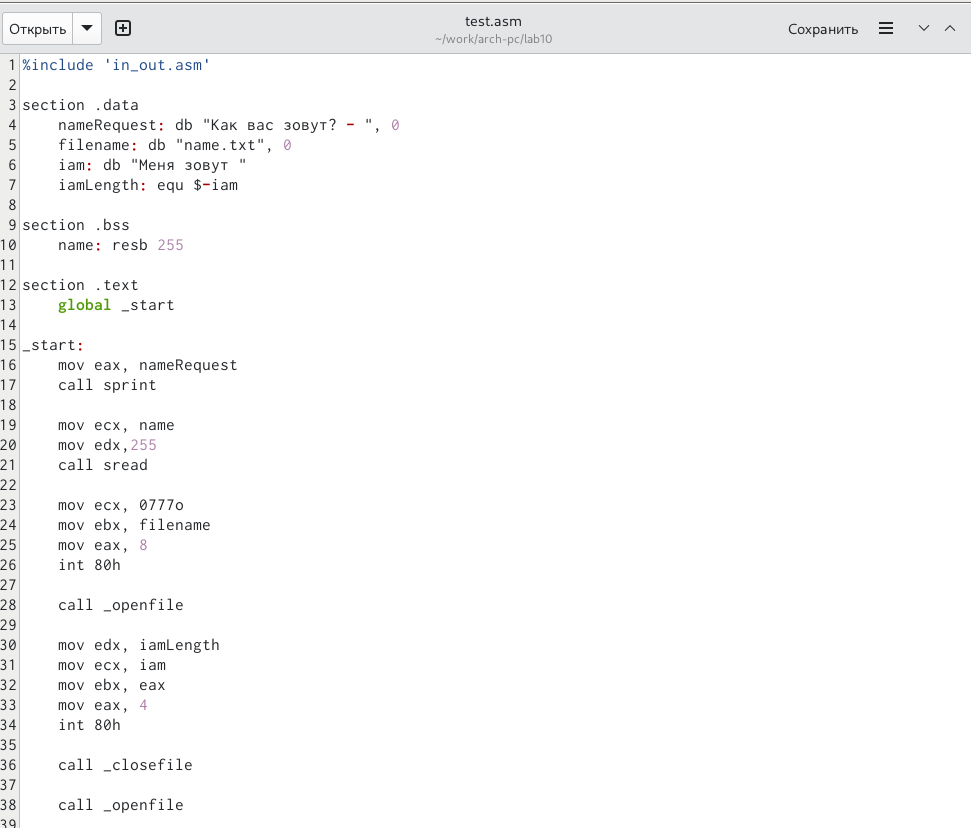 Открыть
test.asm
~/work/arch-pc/lab10
Сохранить
1 %include 'in_out.asm'
2
3 section .data
4     nameRequest: db "Как вас зовут? - ", 0
5     filename: db "name.txt", 0
6     iam: db "Меня зовут "
7     iamLength: equ $-iam
8
9 section .bss
10     name: resb 255
11
12 section .text
13     global _start
14
15 _start:
16     mov eax, nameRequest
17     call sprint
18
19     mov ecx, name
20     mov edx,255
21     call sread
22
23     mov ecx, 0777o
24     mov ebx, filename
25     mov eax, 8
26     int 80h
27
28     call _openfile
29
30     mov edx, iamLength
31     mov ecx, iam
32     mov ebx, eax
33     mov eax, 4
34     int 80h
35
36     call _closefile
37
38     call _openfile
39